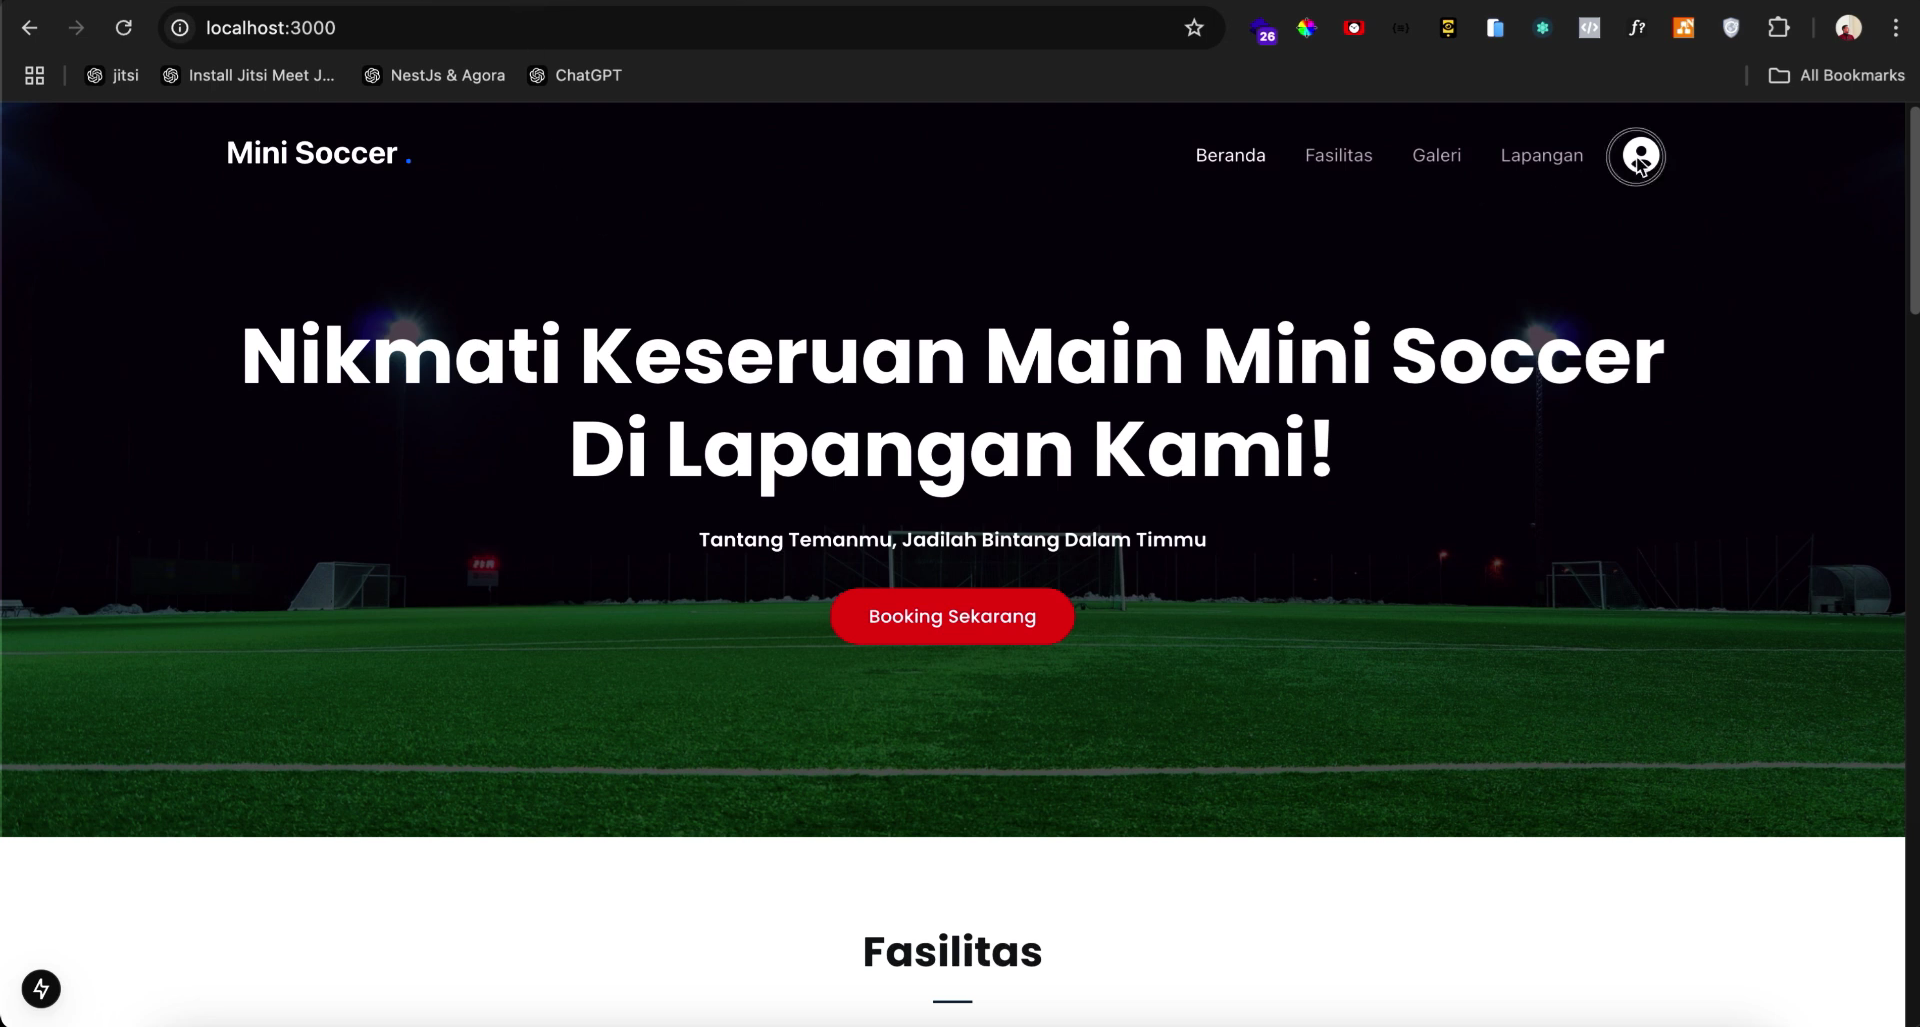 localhost:3000
26
f?
jitsi
Install Jitsi Meet J...
NestJs & Agora
ChatGPT
All Bookmarks
Mini Soccer .
Beranda
Fasilitas
Galeri
Lapangan
Nikmati Keseruan Main Mini Soccer
Di Lapangan Kami!
Tantang Temanmu, Jadilah Bintang Dalam Timmu
Booking Sekarang
Fasilitas